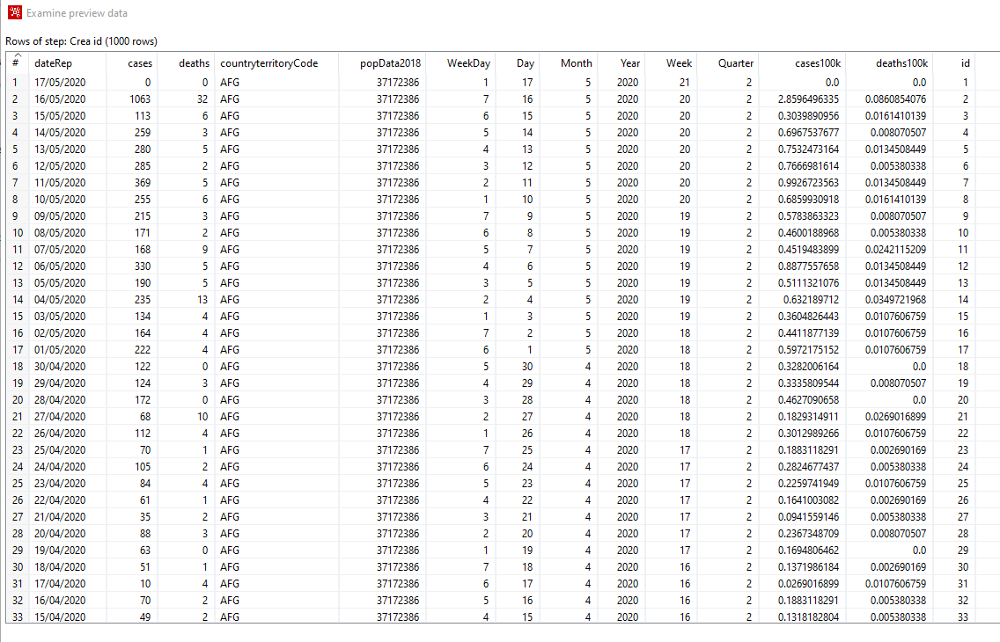 Examine preview data
Rows of step: Crea id (1000 rows)
# dateRep cases deaths countryterritoryCode popData2018 WeekDay Day Month Year Week Quarter cases100k deaths100k id
1 17/05/2020 0 0 AFG 37172386 1 17 5 2020 21 2 0.0 0.0 1
2 16/05/2020 1063 32 AFG 37172386 7 16 5 2020 20 2 2.8596496335 0.0860854076 2
3 15/05/2020 113 6 AFG 37172386 6 15 5 2020 20 2 0.3039890956 0.0161410139 3
4 14/05/2020 259 3 AFG 37172386 5 14 5 2020 20 2 0.6967537677 0.008070507 4
5 13/05/2020 280 5 AFG 37172386 4 13 5 2020 20 2 0.7532473164 0.0134508449 5
6 12/05/2020 285 2 AFG 37172386 3 12 5 2020 20 2 0.7666981614 0.005380338 6
7 11/05/2020 369 5 AFG 37172386 2 11 5 2020 20 2 0.9926723563 0.0134508449 7
8 10/05/2020 255 6 AFG 37172386 1 10 5 2020 20 2 0.6859930918 0.0161410139 8
9 09/05/2020 215 3 AFG 37172386 7 9 5 2020 19 2 0.5783863323 0.008070507 9
10 08/05/2020 171 2 AFG 37172386 6 8 5 2020 19 2 0.4600188968 0.005380338 10
11 07/05/2020 168 9 AFG 37172386 5 7 5 2020 19 2 0.4519483899 0.0242115209 11
12 06/05/2020 330 5 AFG 37172386 4 6 5 2020 19 2 0.8877557658 0.0134508449 12
13 05/05/2020 190 5 AFG 37172386 3 5 5 2020 19 2 0.5111321076 0.0134508449 13
14 04/05/2020 235 13 AFG 37172386 2 4 5 2020 19 2 0.632189712 0.0349721968 14
15 03/05/2020 134 4 AFG 37172386 1 3 5 2020 19 2 0.3604826443 0.0107606759 15
16 02/05/2020 164 4 AFG 37172386 7 2 5 2020 18 2 0.4411877139 0.0107606759 16
17 01/05/2020 222 4 AFG 37172386 6 1 5 2020 18 2 0.5972175152 0.0107606759 17
18 30/04/2020 122 0 AFG 37172386 5 30 4 2020 18 2 0.3282006164 0.0 18
19 29/04/2020 124 3 AFG 37172386 4 29 4 2020 18 2 0.3335809544 0.008070507 19
20 28/04/2020 172 0 AFG 37172386 3 28 4 2020 18 2 0.4627090658 0.0 20
21 27/04/2020 68 10 AFG 37172386 2 27 4 2020 18 2 0.1829314911 0.0269016899 21
22 26/04/2020 112 4 AFG 37172386 1 26 4 2020 18 2 0.3012989266 0.0107606759 22
23 25/04/2020 70 1 AFG 37172386 7 25 4 2020 17 2 0.1883118291 0.002690169 23
24 24/04/2020 105 2 AFG 37172386 6 24 4 2020 17 2 0.2824677437 0.005380338 24
25 23/04/2020 84 4 AFG 37172386 5 23 4 2020 17 2 0.2259741949 0.0107606759 25
26 22/04/2020 61 1 AFG 37172386 4 22 4 2020 17 2 0.1641003082 0.002690169 26
27 21/04/2020 35 2 AFG 37172386 3 21 4 2020 17 2 0.0941559146 0.005380338 27
28 20/04/2020 88 3 AFG 37172386 2 20 4 2020 17 2 0.2367348709 0.008070507 28
29 19/04/2020 63 0 AFG 37172386 1 19 4 2020 17 2 0.1694806462 0.0 29
30 18/04/2020 51 1 AFG 37172386 7 18 4 2020 16 2 0.1371986184 0.002690169 30
31 17/04/2020 10 4 AFG 37172386 6 17 4 2020 16 2 0.0269016899 0.0107606759 31
32 16/04/2020 70 2 AFG 37172386 5 16 4 2020 16 2 0.1883118291 0.005380338 32
33 15/04/2020 49 2 AFG 37172386 4 15 4 2020 16 2 0.1318182804 0.005380338 33